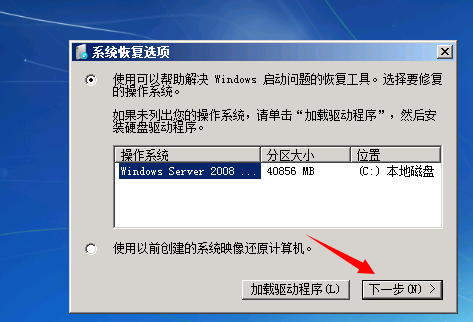 系统恢复选项
使用可以帮助解决 Windows 启动问题的恢复工具。选择要修复
的操作系统。
如果未列出您的操作系统，请单击“加载驱动程序”，然后安
装硬盘驱动程序。
操作系统 分区大小 位置
Windows Server 2008 ... 40856 MB (C:) 本地磁盘
使用以前创建的系统映像还原计算机。
加载驱动程序(L) 下一步(N) >